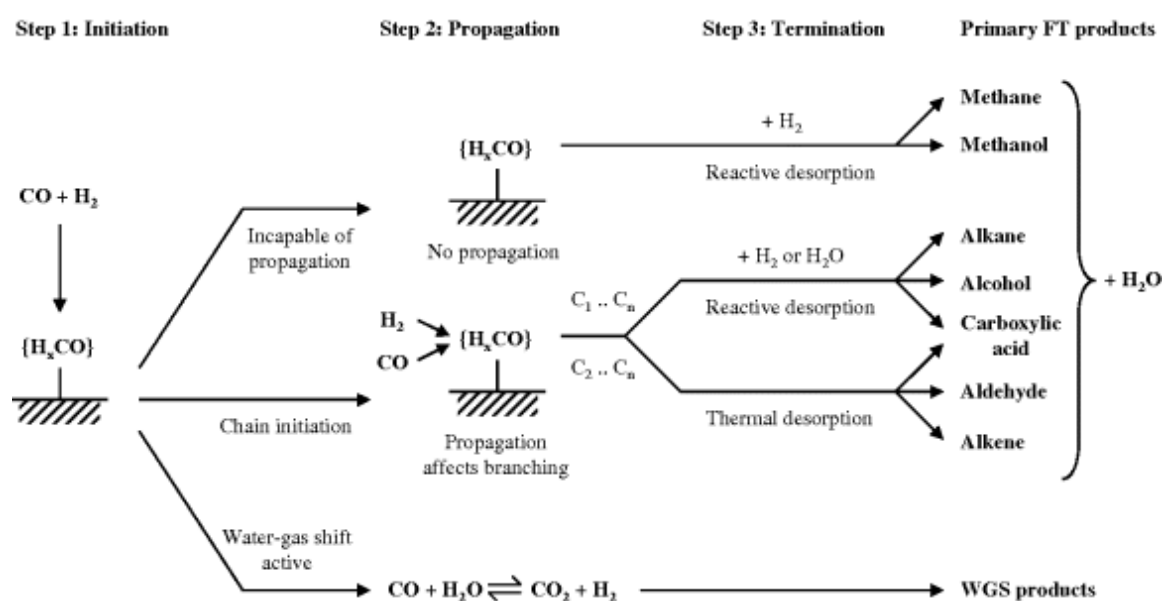 Step 1: Initiation
Step 2: Propagation
Step 3: Termination
Primary FT products
CO + H₂
{HₓCO}
Incapable of
propagation
Chain initiation
Water-gas shift
active
{HₓCO}
No propagation
H₂
CO
{HₓCO}
Propagation
affects branching
CO + H₂O ⇌ CO₂ + H₂
+ H₂
Reactive desorption
C₁ .. Cₙ
C₂ .. Cₙ
+ H₂ or H₂O
Reactive desorption
Thermal desorption
Methane
Methanol
Alkane
Alcohol
Carboxylic
acid
Aldehyde
Alkene
+ H₂O
WGS products